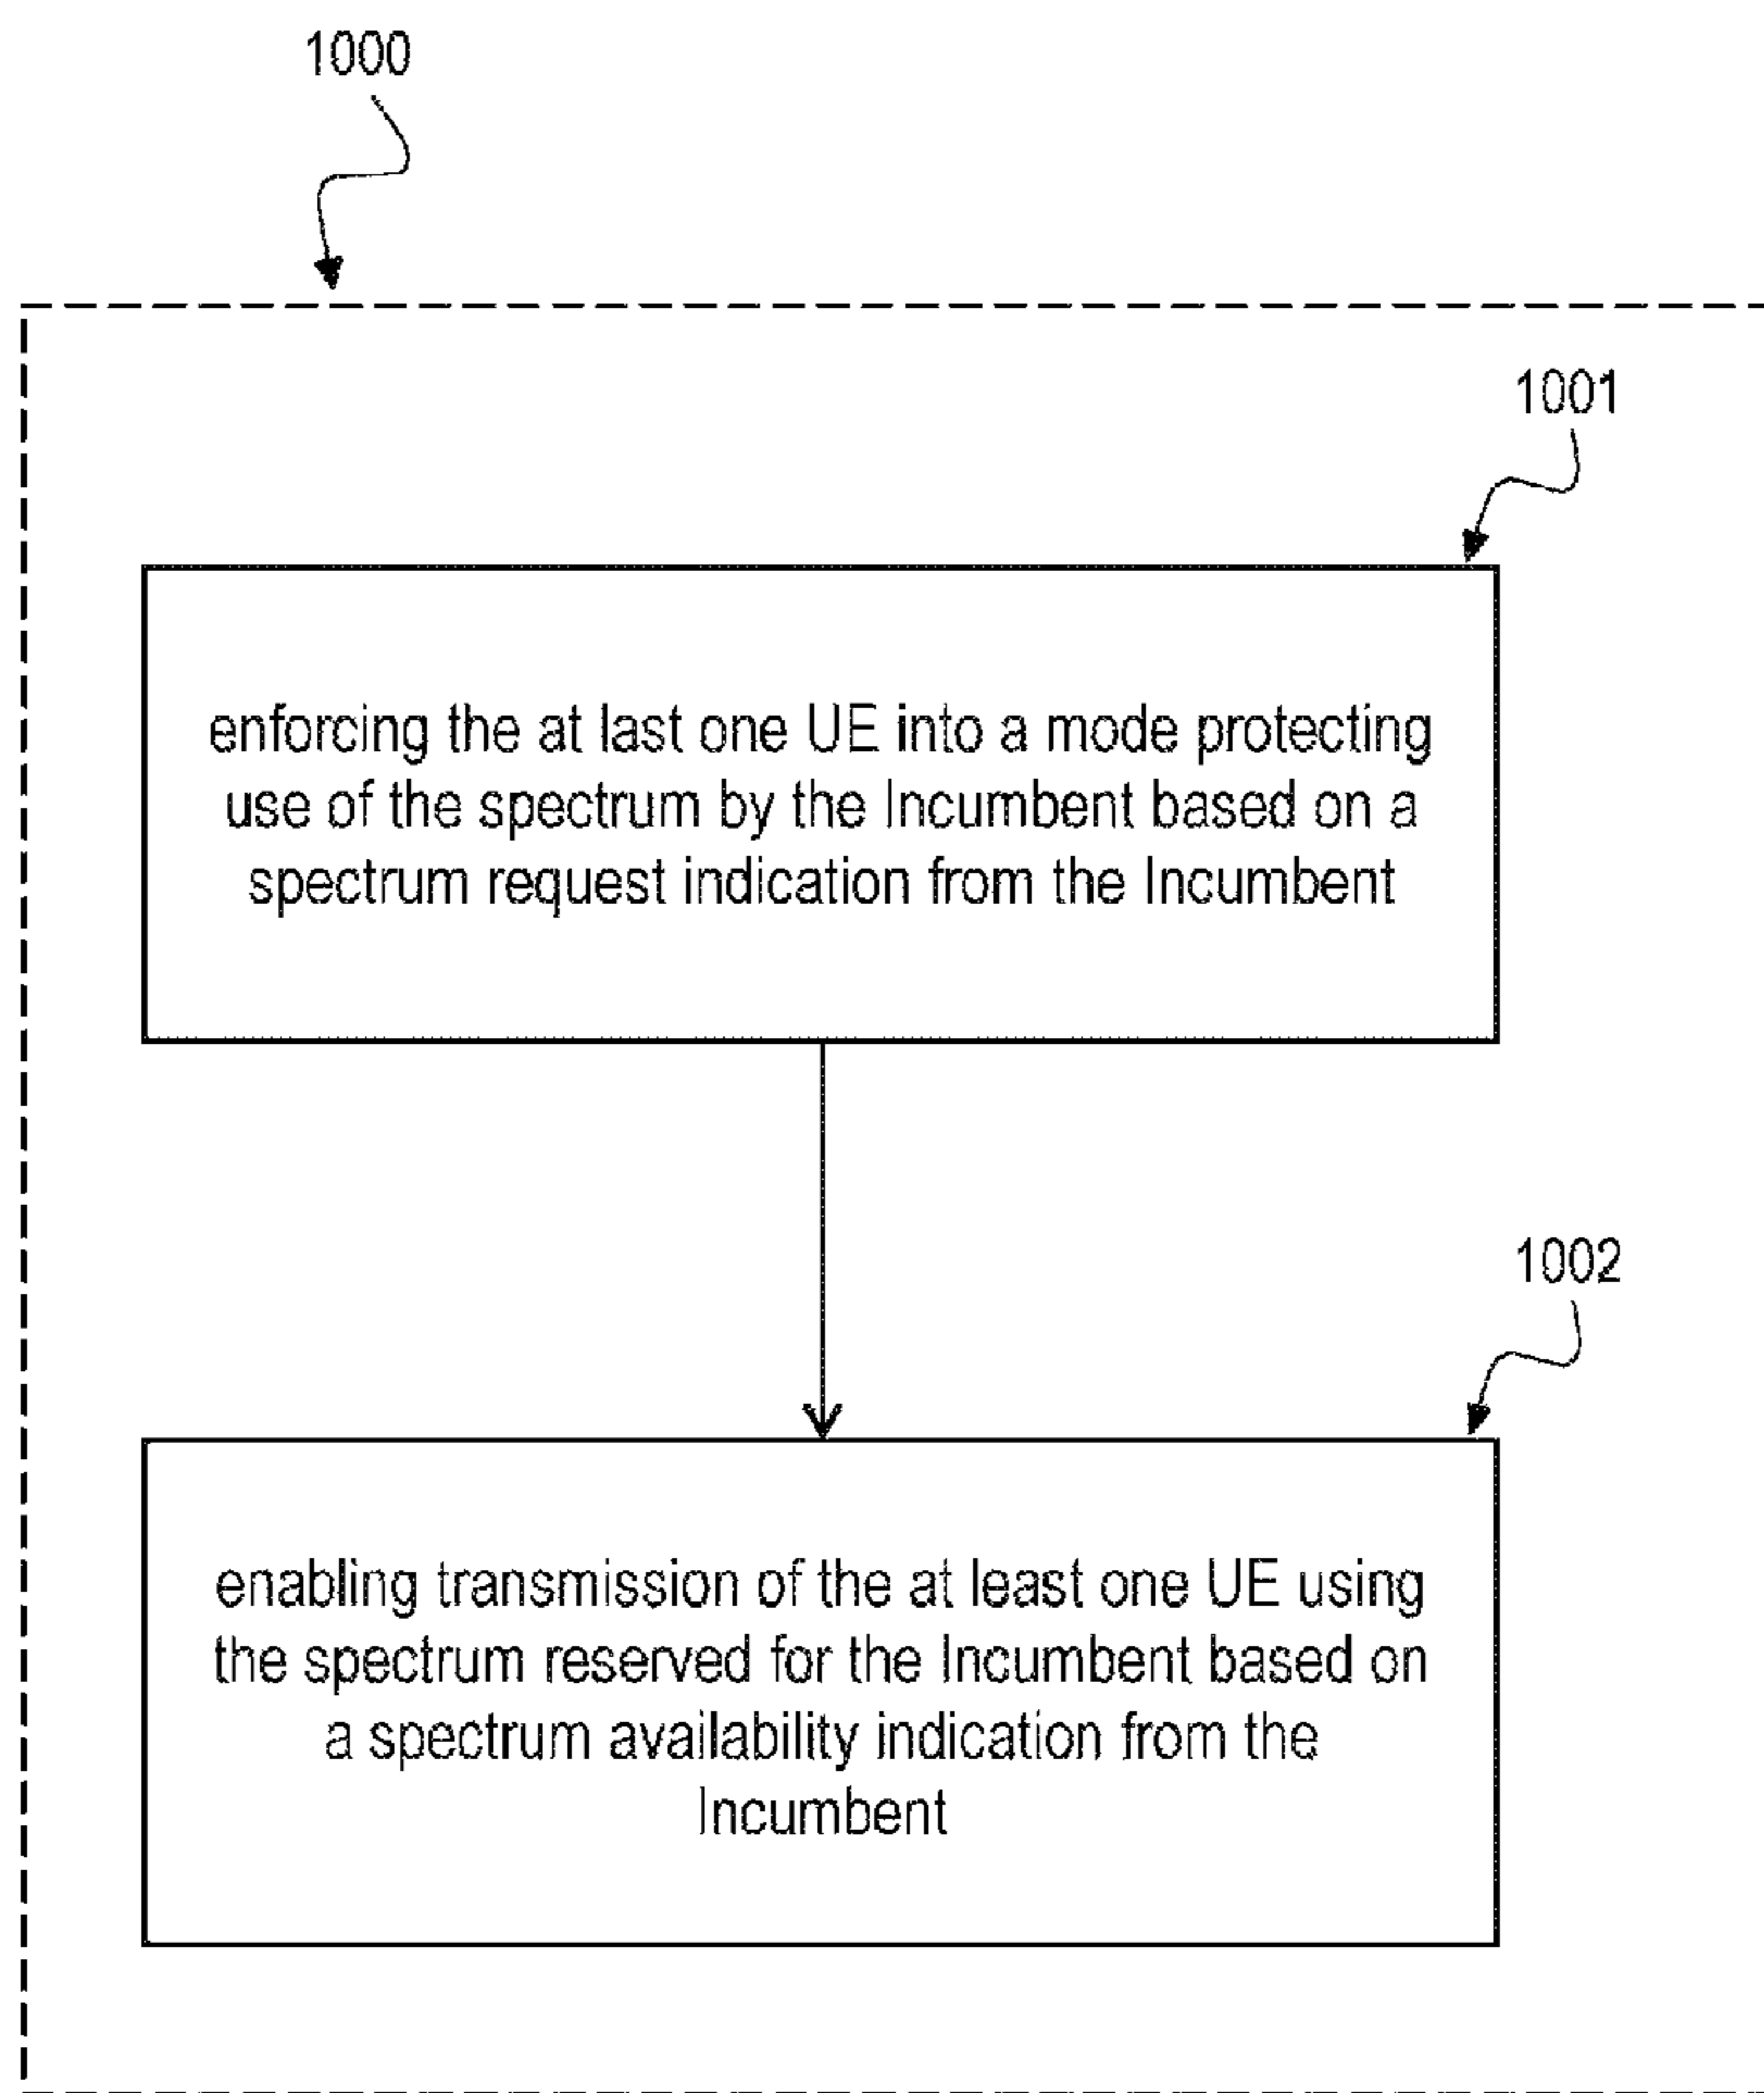 1000
1001
enforcing the at last one UE into a mode protecting
use of the spectrum by the Incumbent based on a
spectrum request indication from the Incumbent
1002
enabling transmission of the at least one UE using
the spectrum reserved for the Incumbent based on
a spectrum availability indication from the
Incumbent